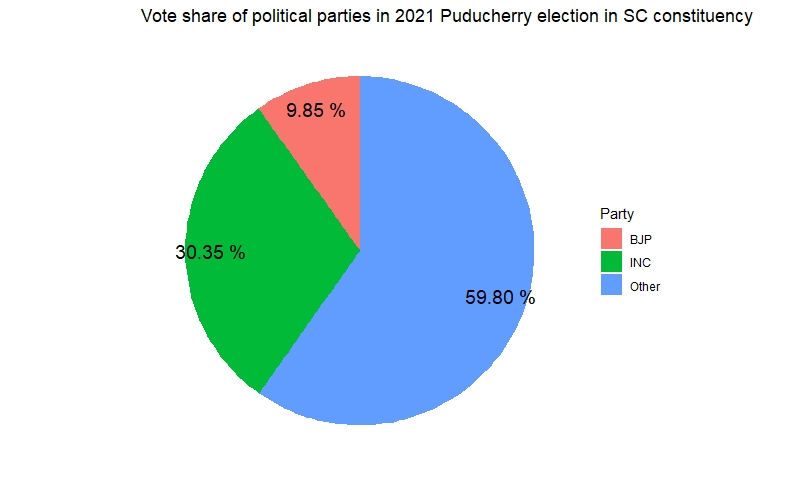 Vote share of political parties in 2021 Puducherry election in SC constituency
9.85 %
30.35 %
59.80 %
Party
BJP
INC
Other